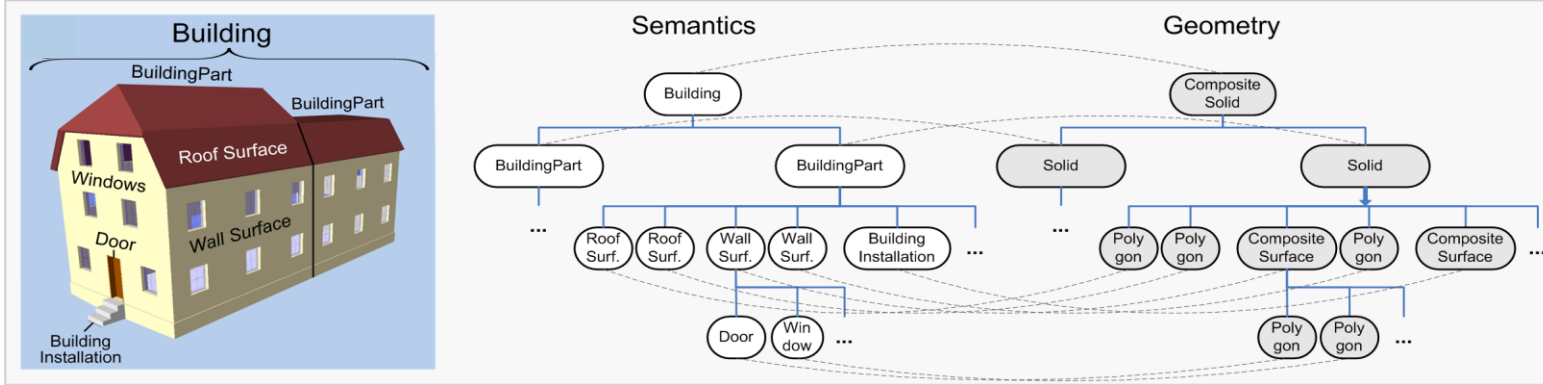 Building
BuildingPart
BuildingPart
Roof Surface
Windows
Wall Surface
Door
Building
Installation
Semantics
Geometry
Building
Composite
Solid
BuildingPart
BuildingPart
Solid
Solid
...
Roof
Surf.
Roof
Surf.
Wall
Surf.
Wall
Surf.
Building
Installation
...
...
Poly
gon
Poly
gon
Composite
Surface
Poly
gon
Composite
Surface
...
Door
Win
dow
...
Poly
gon
Poly
gon
...